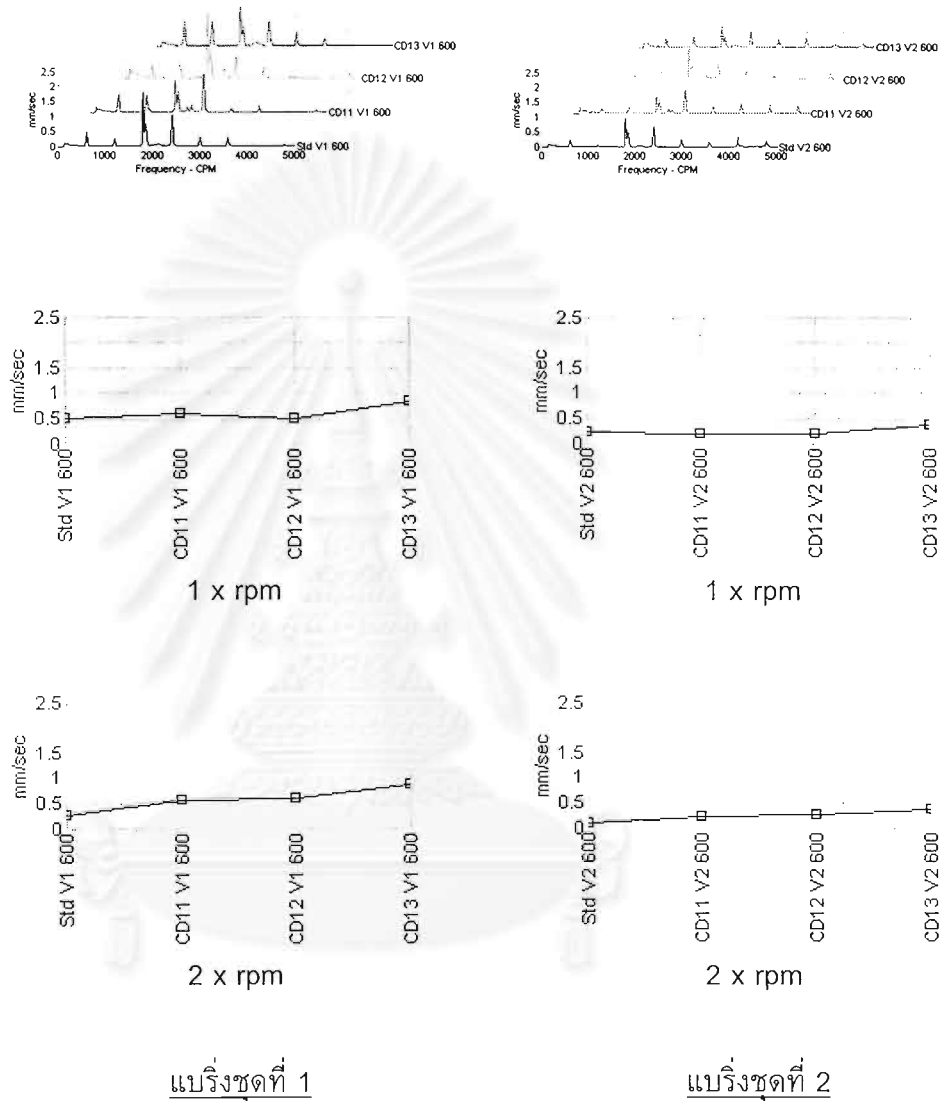 CD13 V1 600
CD12 V1 600
CD11 V1 600
Std V1 600
mm/sec
2.5
2
1.5
1
0.5
0
0 1000 2000 3000 4000 5000
Frequency - CPM
CD13 V2 600
CD12 V2 600
CD11 V2 600
Std V2 600
mm/sec
2.5
2
1.5
1
0.5
0
0 1000 2000 3000 4000 5000
Frequency - CPM
mm/sec
2.5
1.5
1
0.5
0
Std V1 600
CD11 V1 600
CD12 V1 600
CD13 V1 600
1 x rpm
mm/sec
2.5
1.5
1
0.5
0
Std V2 600
CD11 V2 600
CD12 V2 600
CD13 V2 600
1 x rpm
mm/sec
2.5
1.5
1
0.5
0
Std V1 600
CD11 V1 600
CD12 V1 600
CD13 V1 600
2 x rpm
mm/sec
2.5
1.5
1
0.5
0
Std V2 600
CD11 V2 600
CD12 V2 600
CD13 V2 600
2 x rpm
แบริ่งชุดที่ 1
แบริ่งชุดที่ 2